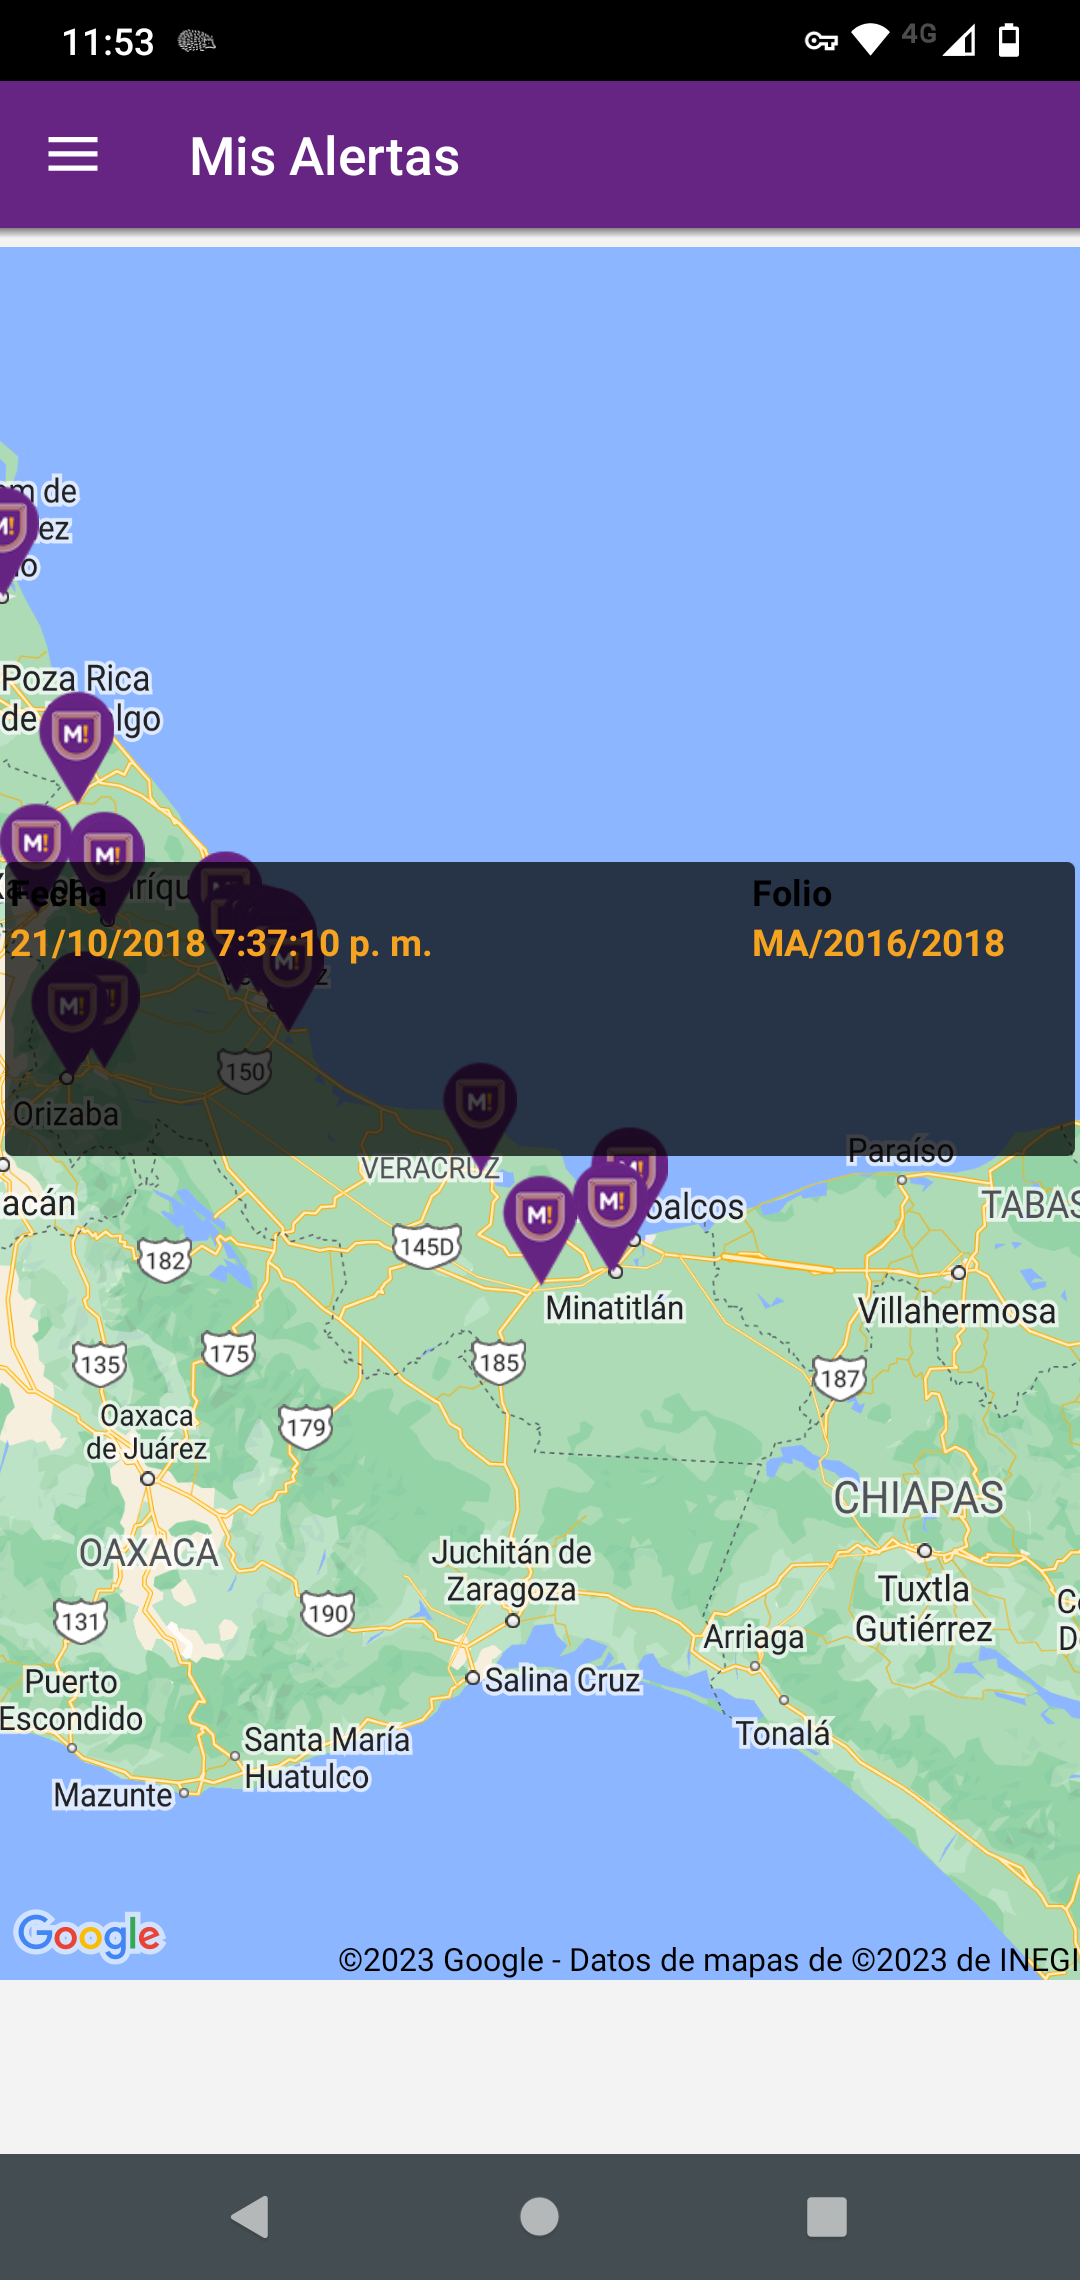 11:53
4G
Mis Alertas
de
ez
Poza Rica
de
lgo
M!
M!
M!
Fecha
Folio
21/10/2018 7:37:10 p. m.
MA/2016/2018
M!
M!
150
Orizaba
M!
VERACRUZ
Paraíso
acán
M!
M!
oalcos
TABAS
182
145D
Minatitlán
Villahermosa
135
175
185
187
Oaxaca
de Juárez
179
CHIAPAS
OAXACA
Juchitán de
Zaragoza
131
190
Tuxtla
Gutiérrez
Arriaga
Puerto
Escondido
Salina Cruz
Santa María
Huatulco
Tonalá
Mazunte
Google
©2023 Google - Datos de mapas de ©2023 de INEGI